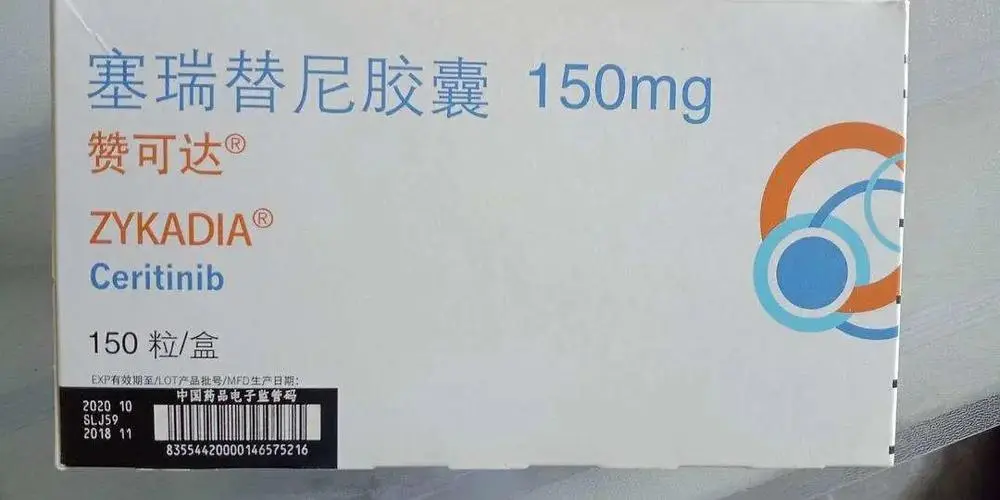 塞瑞替尼胶囊 150mg
赞可达®
ZYKADIA®
Ceritinib
150 粒/盒
EXP有效期至/LOT产品批号/MFD生产日期:
中国药品电子监管码
2020 10
SLJ59
2018 11
83554420000146575216